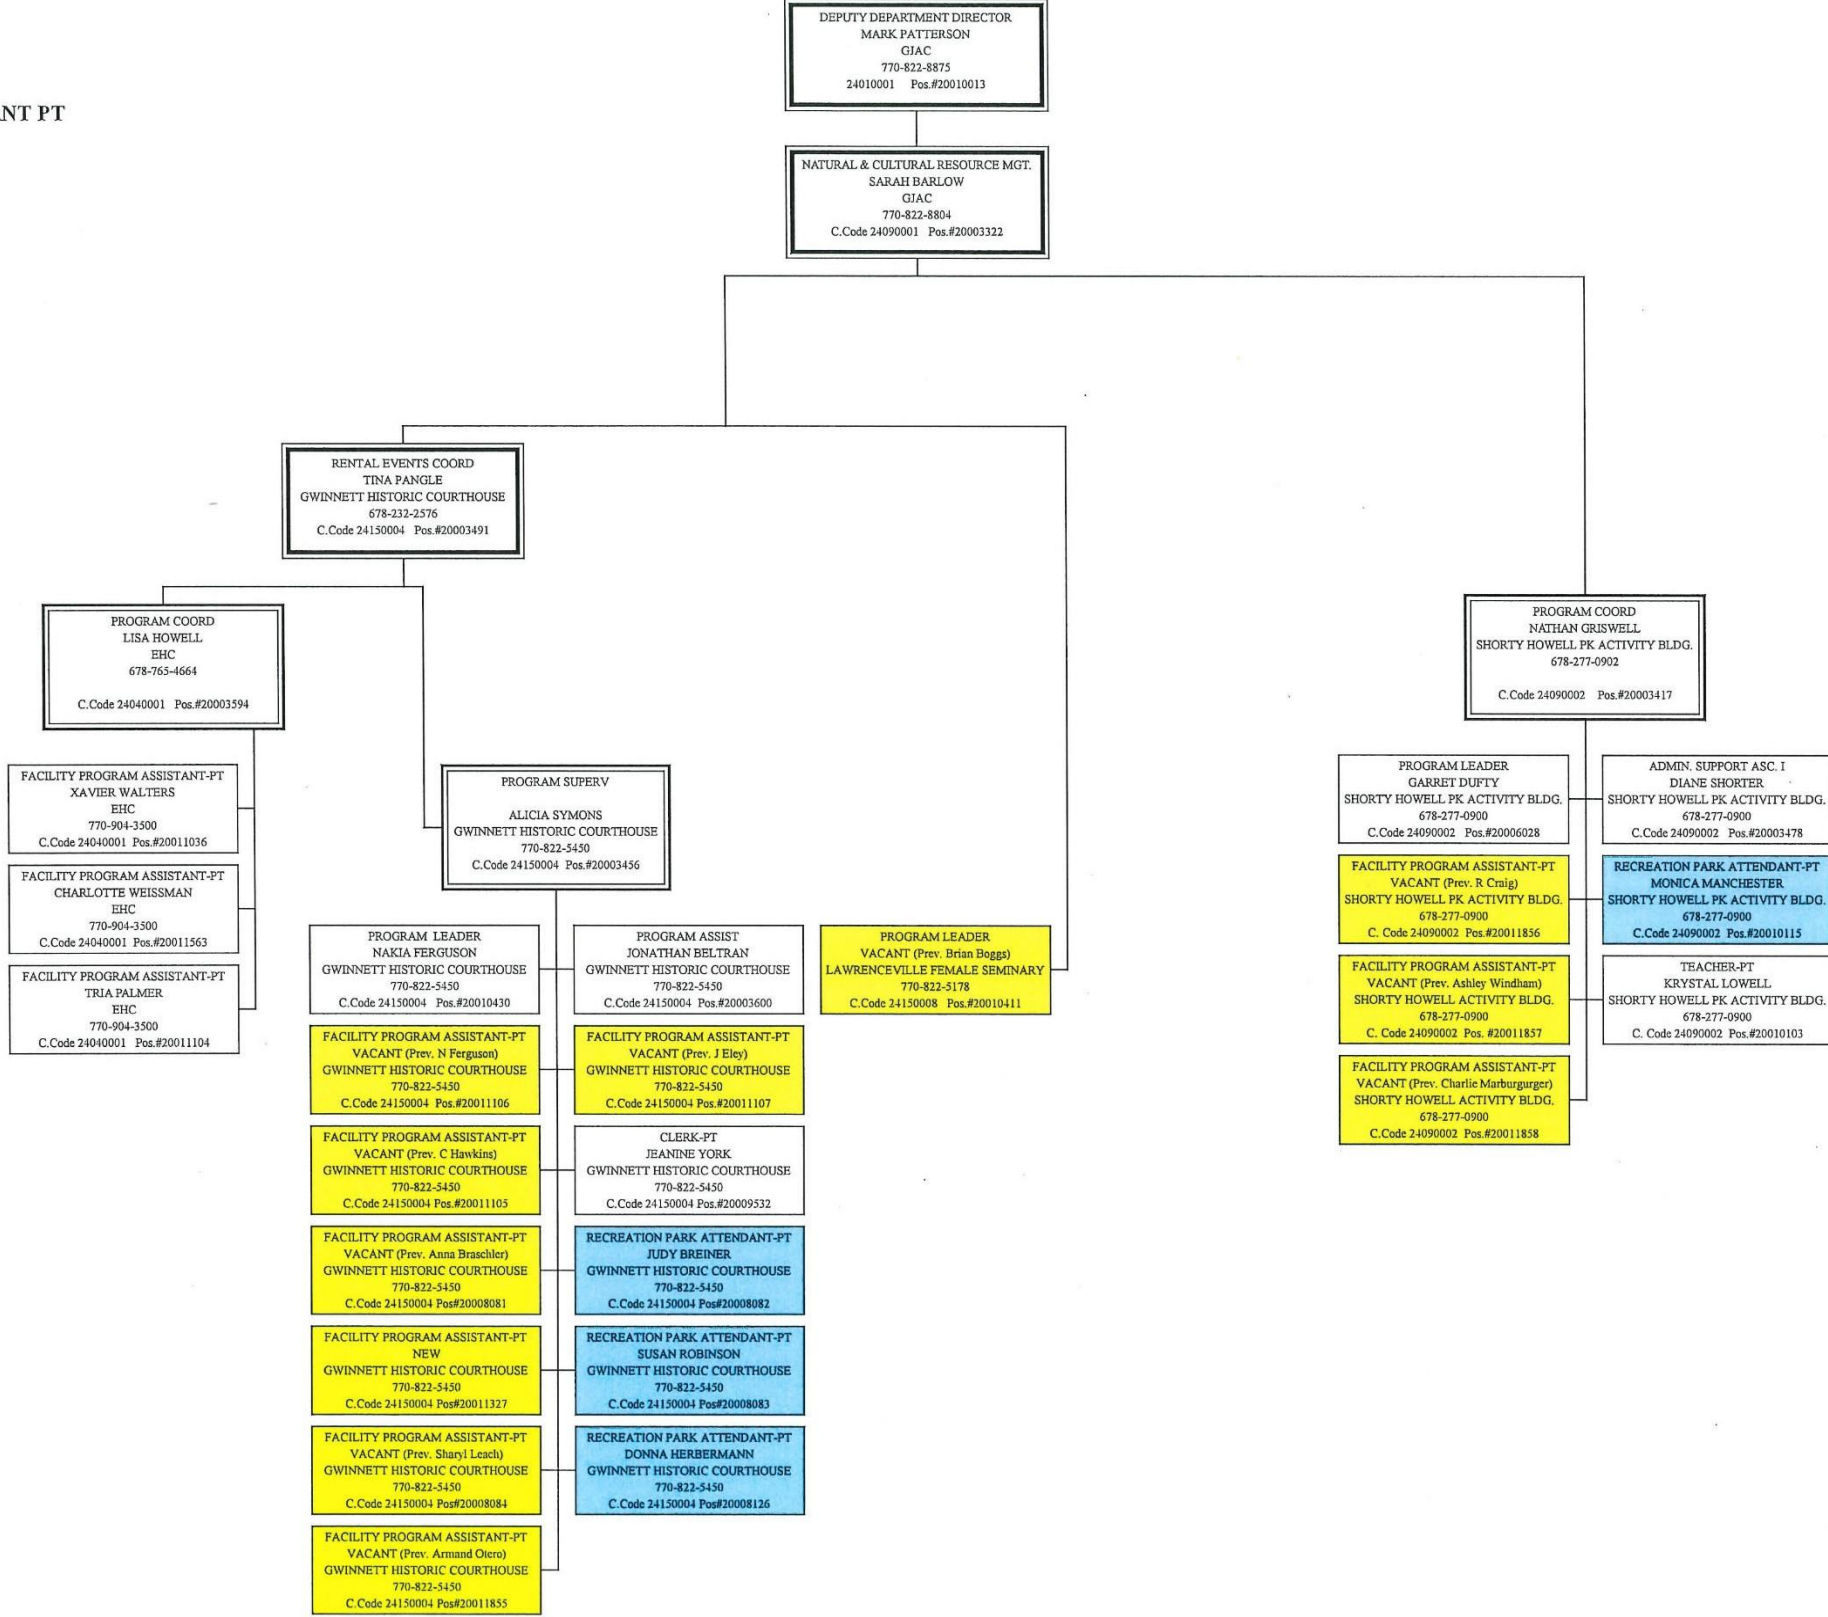 DEPUTY DEPARTMENT DIRECTOR
MARK PATTERSON
GJAC
770-822-8875
24010001 Pos.#20010013
NT PT
NATURAL & CULTURAL RESOURCE MGT.
SARAH BARLOW
GJAC
770-822-8804
C.Code 24090001 Pos.#20003322
RENTAL EVENTS COORD
TINA PANGLE
GWINNETT HISTORIC COURTHOUSE
678-232-2576
C.Code 24150004 Pos.#20003491
PROGRAM COORD
LISA HOWELL
EHC
678-765-4664
C.Code 24040001 Pos.#20003594
PROGRAM COORD
NATHAN GRISWELL
SHORTY HOWELL PK ACTIVITY BLDG.
678-277-0902
C.Code 24090002 Pos.#20003417
FACILITY PROGRAM ASSISTANT-PT
XAVIER WALTERS
EHC
770-904-3500
C.Code 24040001 Pos.#20011036
FACILITY PROGRAM ASSISTANT-PT
CHARLOTTE WEISSMAN
EHC
770-904-3500
C.Code 24040001 Pos.#20011563
FACILITY PROGRAM ASSISTANT-PT
TRIA PALMER
EHC
770-904-3500
C.Code 24040001 Pos.#20011104
PROGRAM SUPERV
ALICIA SYMONS
GWINNETT HISTORIC COURTHOUSE
770-822-5450
C.Code 24150004 Pos.#20003456
PROGRAM LEADER
NAKIA FERGUSON
GWINNETT HISTORIC COURTHOUSE
770-822-5450
C.Code 24150004 Pos.#20010430
PROGRAM ASSIST
JONATHAN BELTRAN
GWINNETT HISTORIC COURTHOUSE
770-822-5450
C.Code 24150004 Pos.#20003600
FACILITY PROGRAM ASSISTANT-PT
VACANT (Prev. N Ferguson)
GWINNETT HISTORIC COURTHOUSE
770-822-5450
C.Code 24150004 Pos.#20011106
FACILITY PROGRAM ASSISTANT-PT
VACANT (Prev. J Eley)
GWINNETT HISTORIC COURTHOUSE
770-822-5450
C.Code 24150004 Pos.#20011107
FACILITY PROGRAM ASSISTANT-PT
VACANT (Prev. C Hawkins)
GWINNETT HISTORIC COURTHOUSE
770-822-5450
C.Code 24150004 Pos.#20011105
CLERK-PT
JEANINE YORK
GWINNETT HISTORIC COURTHOUSE
770-822-5450
C.Code 24150004 Pos.#20009532
FACILITY PROGRAM ASSISTANT-PT
VACANT (Prev. Anna Braschler)
GWINNETT HISTORIC COURTHOUSE
770-822-5450
C.Code 24150004 Pos#20008081
RECREATION PARK ATTENDANT-PT
JUDY BREINER
GWINNETT HISTORIC COURTHOUSE
770-822-5450
C.Code 24150004 Pos#20008082
FACILITY PROGRAM ASSISTANT-PT
NEW
GWINNETT HISTORIC COURTHOUSE
770-822-5450
C.Code 24150004 Pos#20011327
RECREATION PARK ATTENDANT-PT
SUSAN ROBINSON
GWINNETT HISTORIC COURTHOUSE
770-822-5450
C.Code 24150004 Pos#20008083
FACILITY PROGRAM ASSISTANT-PT
VACANT (Prev. Sharyl Leach)
GWINNETT HISTORIC COURTHOUSE
770-822-5450
C.Code 24150004 Pos#20008084
RECREATION PARK ATTENDANT-PT
DONNA HERBERMANN
GWINNETT HISTORIC COURTHOUSE
770-822-5450
C.Code 24150004 Pos#20008126
FACILITY PROGRAM ASSISTANT-PT
VACANT (Prev. Armand Otero)
GWINNETT HISTORIC COURTHOUSE
770-822-5450
C.Code 24150004 Pos#20011855
PROGRAM LEADER
VACANT (Prev. Brian Boggs)
LAWRENCEVILLE FEMALE SEMINARY
770-822-5178
C.Code 24150008 Pos.#20010411
PROGRAM LEADER
GARRET DUFTY
SHORTY HOWELL PK ACTIVITY BLDG.
678-277-0900
C.Code 24090002 Pos.#20006028
ADMIN. SUPPORT ASC. I
DIANE SHORTER
SHORTY HOWELL PK ACTIVITY BLDG.
678-277-0900
C.Code 24090002 Pos.#20003478
FACILITY PROGRAM ASSISTANT-PT
VACANT (Prev. R Craig)
SHORTY HOWELL PK ACTIVITY BLDG.
678-277-0900
C. Code 24090002 Pos.#20011856
RECREATION PARK ATTENDANT-PT
MONICA MANCHESTER
SHORTY HOWELL PK ACTIVITY BLDG.
678-277-0900
C.Code 24090002 Pos.#20010115
FACILITY PROGRAM ASSISTANT-PT
VACANT (Prev. Ashley Windham)
SHORTY HOWELL ACTIVITY BLDG.
678-277-0900
C. Code 24090002 Pos. #20011857
TEACHER-PT
KRYSTAL LOWELL
SHORTY HOWELL PK ACTIVITY BLDG.
678-277-0900
C. Code 24090002 Pos.#20010103
FACILITY PROGRAM ASSISTANT-PT
VACANT (Prev. Charlie Marburgurger)
SHORTY HOWELL ACTIVITY BLDG.
678-277-0900
C.Code 24090002 Pos.#20011858